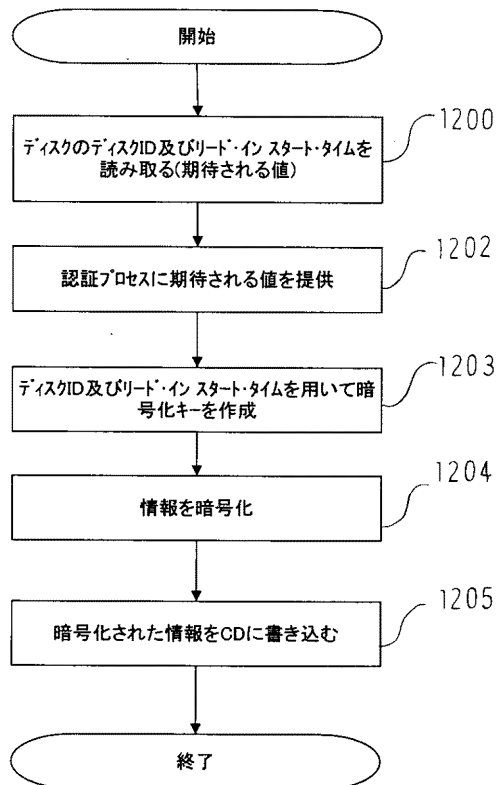 開始
ディスクのディスクID及びリード・イン スタート・タイムを
読み取る(期待される値)
1200
認証プロセスに期待される値を提供
1202
ディスクID及びリード・イン スタート・タイムを用いて暗
号化キーを作成
1203
情報を暗号化
1204
暗号化された情報をCDに書き込む
1205
終了